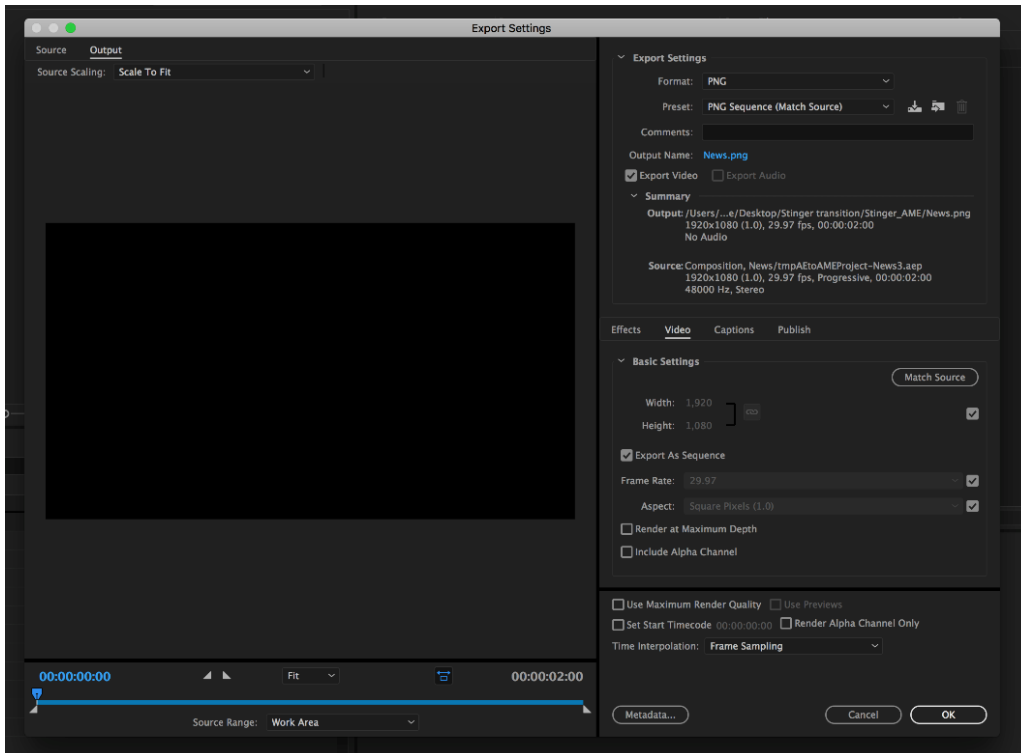 Export Settings
Source Output
Source Scaling: Scale To Fit
00:00:00:00 Fit 00:00:02:00
Source Range: Work Area
Export Settings
Format: PNG
Preset: PNG Sequence (Match Source)
Comments:
Output Name: News.png
Export Video Export Audio
Summary
Output: /Users/...e/Desktop/Stinger transition/Stinger_AME/News.png
1920x1080 (1.0), 29.97 fps, 00:00:02:00
No Audio
Source: Composition, News/tmpAEtoAMEProject-News3.aep
1920x1080 (1.0), 29.97 fps, Progressive, 00:00:02:00
48000 Hz, Stereo
Effects Video Captions Publish
Basic Settings
Match Source
Width: 1,920
Height: 1,080
Export As Sequence
Frame Rate: 29.97
Aspect: Square Pixels (1.0)
Render at Maximum Depth
Include Alpha Channel
Use Maximum Render Quality Use Previews
Set Start Timecode 00:00:00:00 Render Alpha Channel Only
Time Interpolation: Frame Sampling
Metadata... Cancel OK